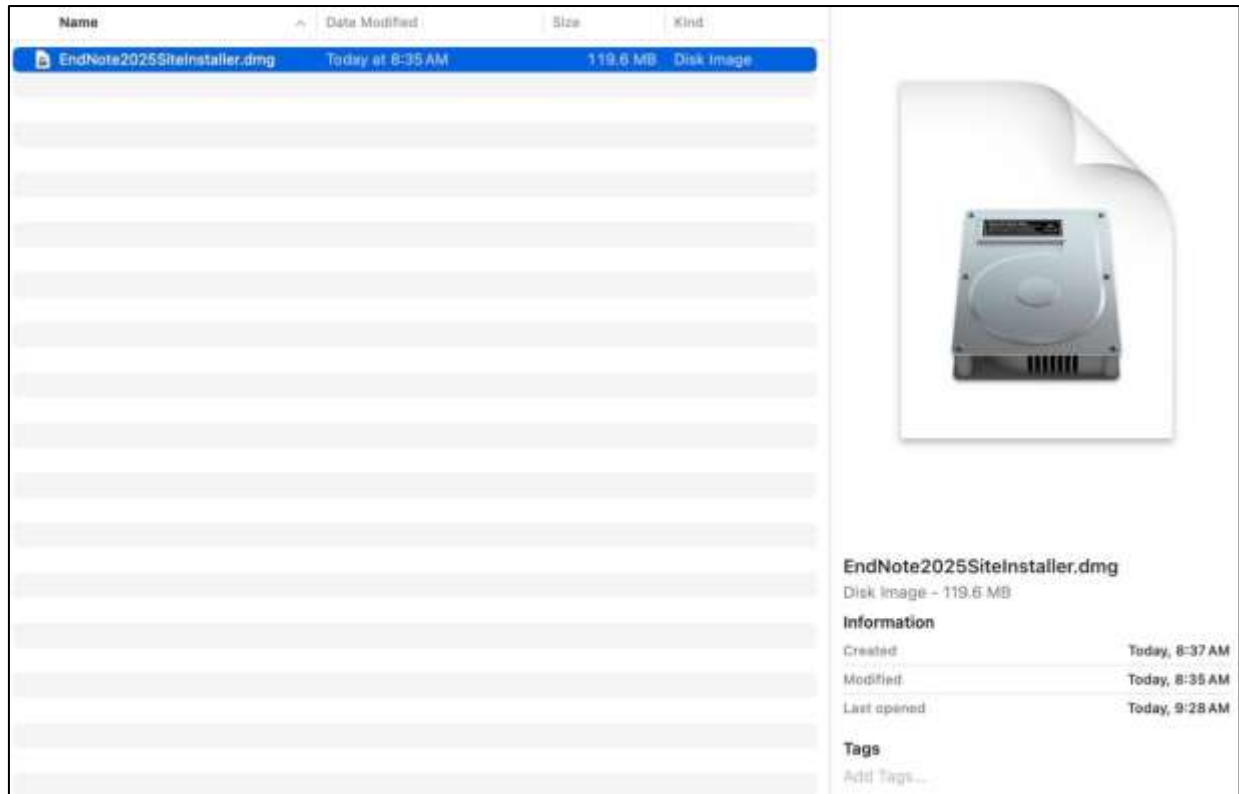 Name Date Modified Size Kind
EndNote2025SiteInstaller.dmg Today at 8:35 AM 119.6 MB Disk Image
EndNote2025SiteInstaller.dmg
Disk Image - 119.6 MB
Information
Created Today, 8:37 AM
Modified Today, 8:35 AM
Last opened Today, 9:28 AM
Tags
Add Tags...